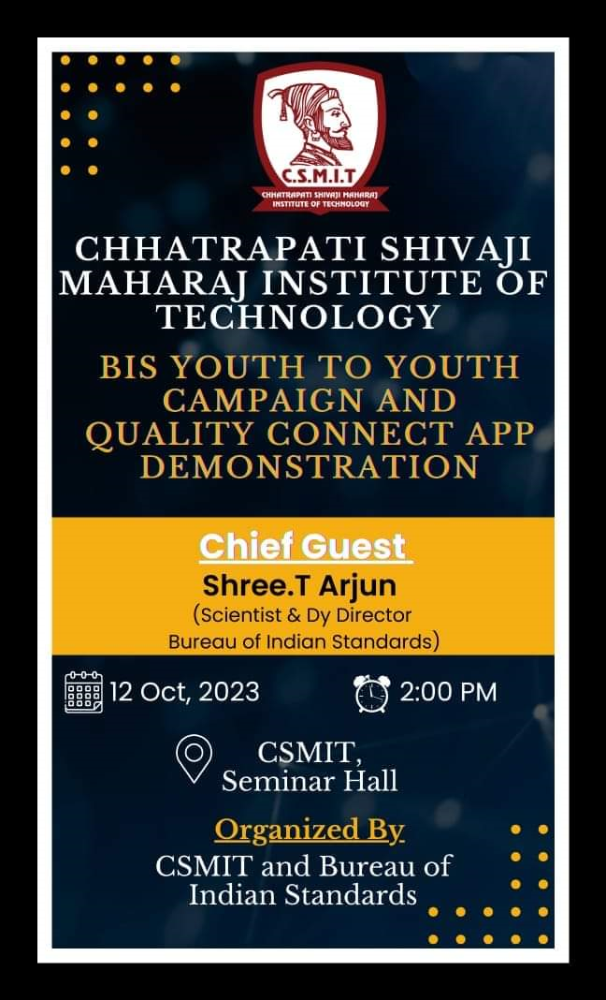 C.S.M.I.T
CHHATRAPATI SHIVAJI MAHARAJ
INSTITUTE OF TECHNOLOGY
CHHATRAPATI SHIVAJI
MAHARAJ INSTITUTE OF
TECHNOLOGY
BIS YOUTH TO YOUTH
CAMPAIGN AND
QUALITY CONNECT APP
DEMONSTRATION
Chief Guest
Shree.T Arjun
(Scientist & Dy Director
Bureau of Indian Standards)
12 Oct, 2023
2:00 PM
CSMIT,
Seminar Hall
Organized By
CSMIT and Bureau of
Indian Standards